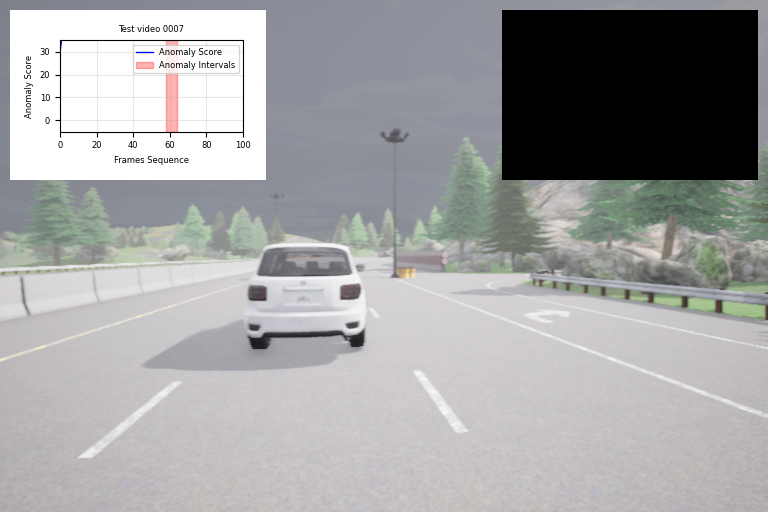 Test video 0007
Anomaly Score
Anomaly Intervals
30
20
10
0
Anomaly Score
0 20 40 60 80 100
Frames Sequence